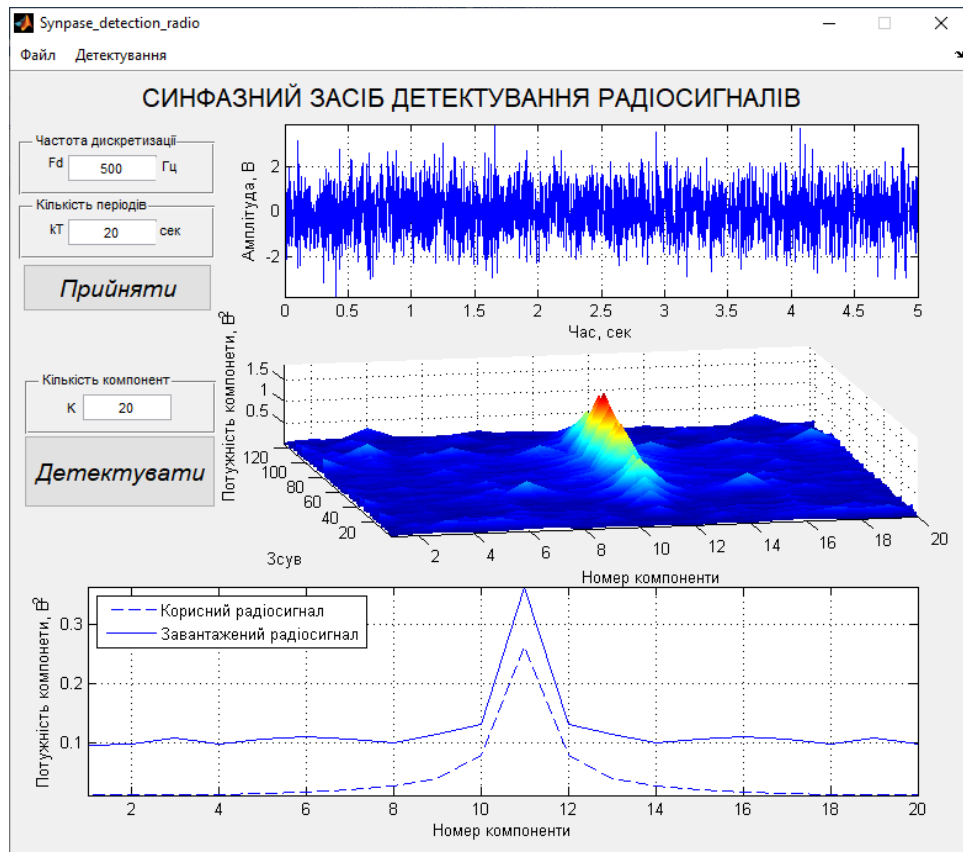 Synpase_detection_radio
Файл Детектування
СИНФАЗНИЙ ЗАСІБ ДЕТЕКТУВАННЯ РАДІОСИГНАЛІВ
Частота дискретизації
Fd 500 Гц
Кількість періодів
kT 20 сек
Прийняти
Кількість компонент
K 20
Детектувати
Амплітуда, В
2
0
-2
0 0.5 1 1.5 2 2.5 3 3.5 4 4.5 5
Час, сек
Потужність компонети,
1.5
1
0.5
120
100
80
60
40
20
Зсув
2 4 6 8 10 12 14 16 18 20
Номер компоненти
Потужність компонети,
0.3
0.2
0.1
Корисний радіосигнал
Завантажений радіосигнал
2 4 6 8 10 12 14 16 18 20
Номер компоненти